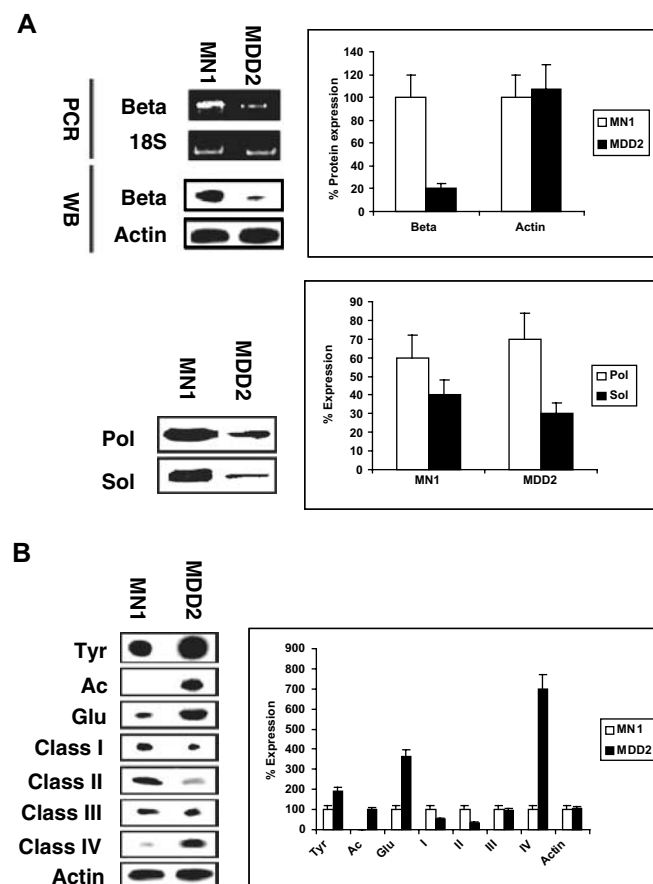 A
MN1
MDD2
PCR
Beta
18S
WB
Beta
Actin
140
120
100
80
60
40
20
0
% Protein expression
Beta
Actin
MN1
MDD2
MN1
MDD2
Pol
Sol
90
80
70
60
50
40
30
20
10
0
% Expression
MN1
MDD2
Pol
Sol
B
MN1
MDD2
Tyr
Ac
Glu
Class I
Class II
Class III
Class IV
Actin
900
800
700
600
500
400
300
200
100
0
% Expression
Tyr
Ac
Glu
I
II
III
IV
Actin
MN1
MDD2